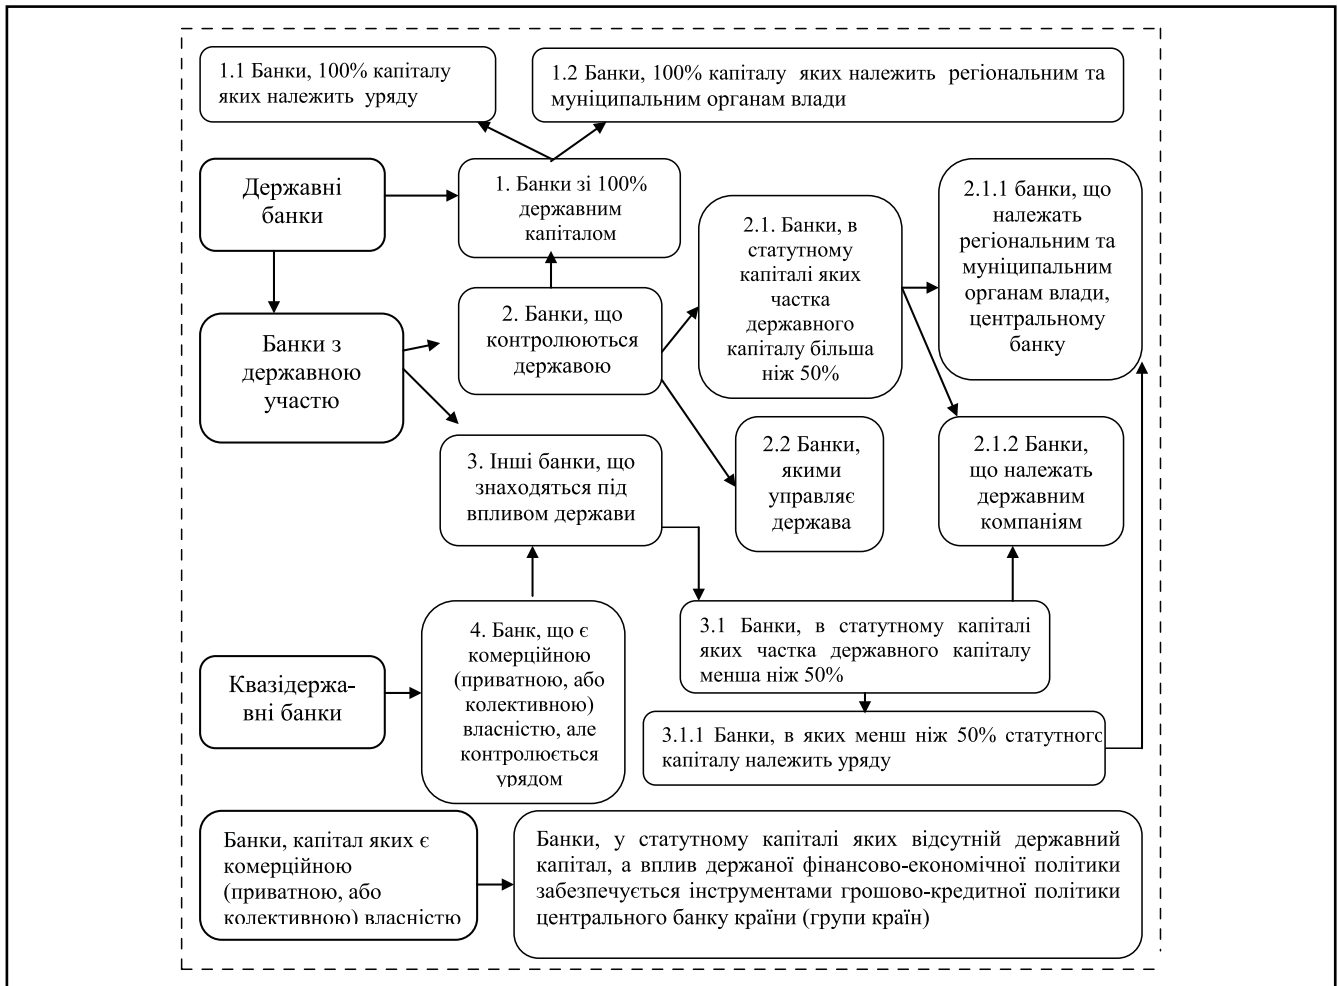 1.1 Банки, 100% капіталу
яких належить уряду
1.2 Банки, 100% капіталу яких належить регіональним та
муніципальним органам влади
Державні
банки
1. Банки зі 100%
державним
капіталом
2.1. Банки, в
статутному
капіталі яких
частка
державного
капіталу більша
ніж 50%
2.1.1 банки, що
належать
регіональним та
муніципальним
органам влади,
центральному
банку
Банки з
державною
участю
2. Банки, що
контролюються
державою
3. Інші банки, що
знаходяться під
впливом держави
2.2 Банки,
якими
управляє
держава
2.1.2 Банки,
що належать
державним
компаніям
Квазідержа-
вні банки
4. Банк, що є
комерційною
(приватною, або
колективною)
власністю, але
контролюється
урядом
3.1 Банки, в статутному капіталі
яких частка державного капіталу
менша ніж 50%
3.1.1 Банки, в яких менш ніж 50% статутного
капіталу належить уряду
Банки, капітал яких є
комерційною
(приватною, або
колективною) власністю
Банки, у статутному капіталі яких відсутній державний
капітал, а вплив держаної фінансово-економічної політики
забезпечується інструментами грошово-кредитної політики
центрального банку країни (групи країн)